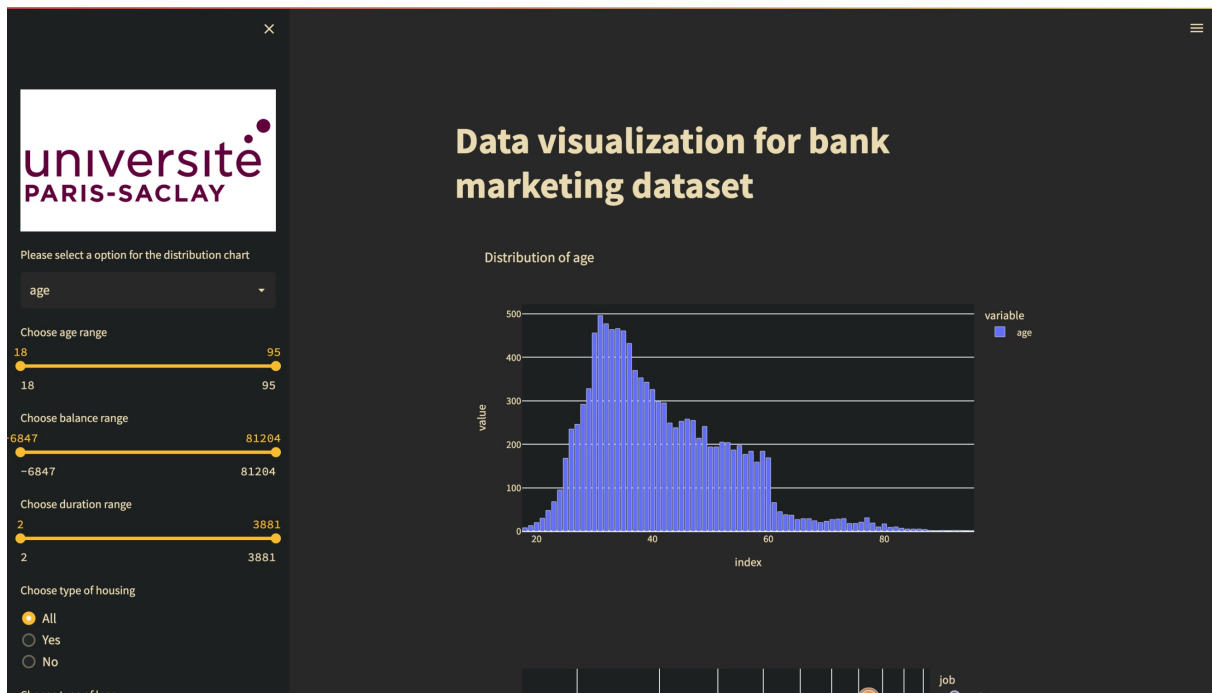 université
PARIS-SACLAY
Please select a option for the distribution chart
age
Choose age range
18 95
18 95
Choose balance range
-6847 81204
-6847 81204
Choose duration range
2 3881
2 3881
Choose type of housing
All
Yes
No
Data visualization for bank
marketing dataset
Distribution of age
500
400
300
200
100
0
value
20 40 60 80
index
variable
age
job